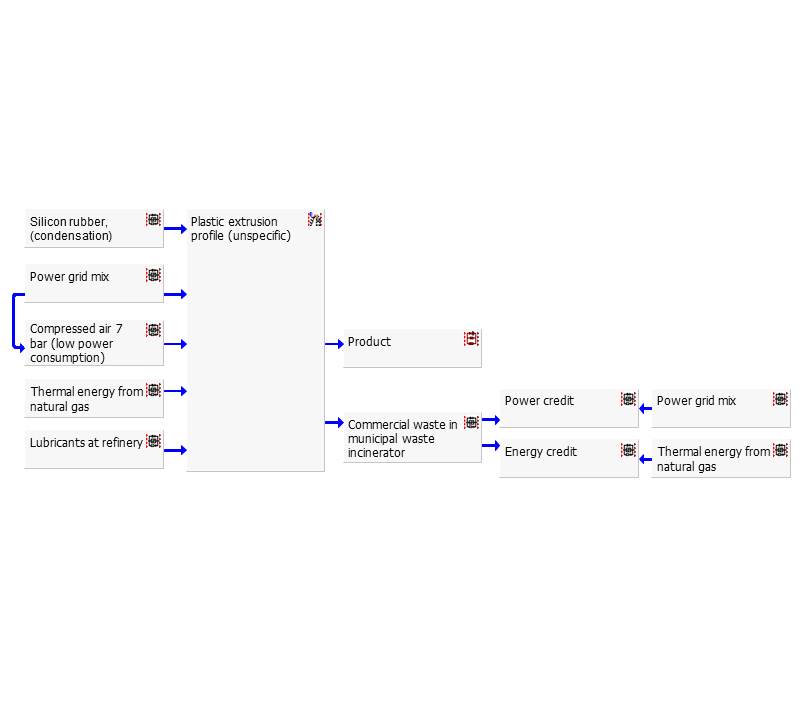 Silicon rubber,
(condensation)
Plastic extrusion
profile (unspecific)
Power grid mix
Compressed air 7
bar (low power
consumption)
Thermal energy from
natural gas
Lubricants at refinery
Product
Commercial waste in
municipal waste
incinerator
Power credit
Power grid mix
Energy credit
Thermal energy from
natural gas